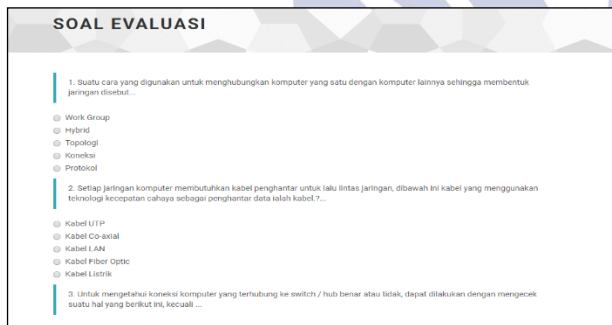 SOAL EVALUASI
1. Suatu cara yang digunakan untuk menghubungkan komputer yang satu dengan komputer lainnya sehingga membentuk
jaringan disebut...
Work Group
Hybrid
Topologi
Koneksi
Protokol
2. Setiap jaringan komputer membutuhkan kabel penghantar untuk lalu lintas jaringan, dibawah ini kabel yang menggunakan
teknologi kecepatan cahaya sebagai penghantar data ialah kabel.?...
Kabel UTP
Kabel Co-axial
Kabel LAN
Kabel Fiber Optic
Kabel Listrik
3. Untuk mengetahui koneksi komputer yang terhubung ke switch / hub benar atau tidak, dapat dilakukan dengan mengecek
suatu hal yang berikut ini, kecuali ...